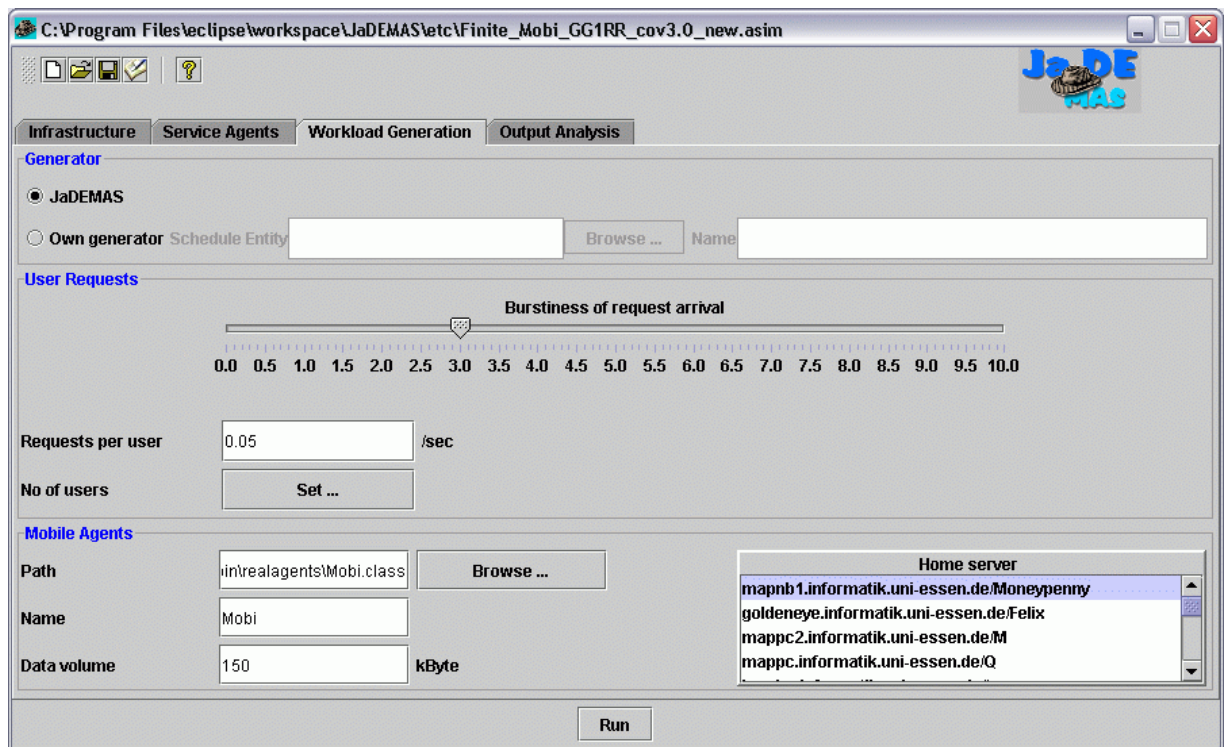 C:\Program Files\eclipse\workspace\JaDEMAS\etc\Finite_Mobi_GG1RR_cov3.0_new.asim
Ja DE
MAS
Infrastructure Service Agents Workload Generation Output Analysis
Generator
JaDEMAS
Own generator Schedule Entity Browse ... Name
User Requests
Burstiness of request arrival
0.0 0.5 1.0 1.5 2.0 2.5 3.0 3.5 4.0 4.5 5.0 5.5 6.0 6.5 7.0 7.5 8.0 8.5 9.0 9.5 10.0
Requests per user 0.05 /sec
No of users Set ...
Mobile Agents
Path in\realagents\Mobi.class Browse ...
Home server
mapnb1.informatik.uni-essen.de/Moneypenny
goldeneye.informatik.uni-essen.de/Felix
Name Mobi
mappc2.informatik.uni-essen.de/M
Data volume 150 kByte
mappc.informatik.uni-essen.de/Q
Run